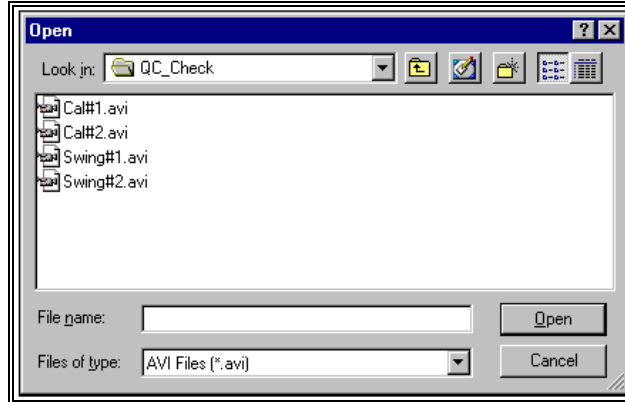 Open
Look in: QC_Check
Cal#1.avi
Cal#2.avi
Swing#1.avi
Swing#2.avi
File name: Open
Files of type: AVI Files (*.avi) Cancel